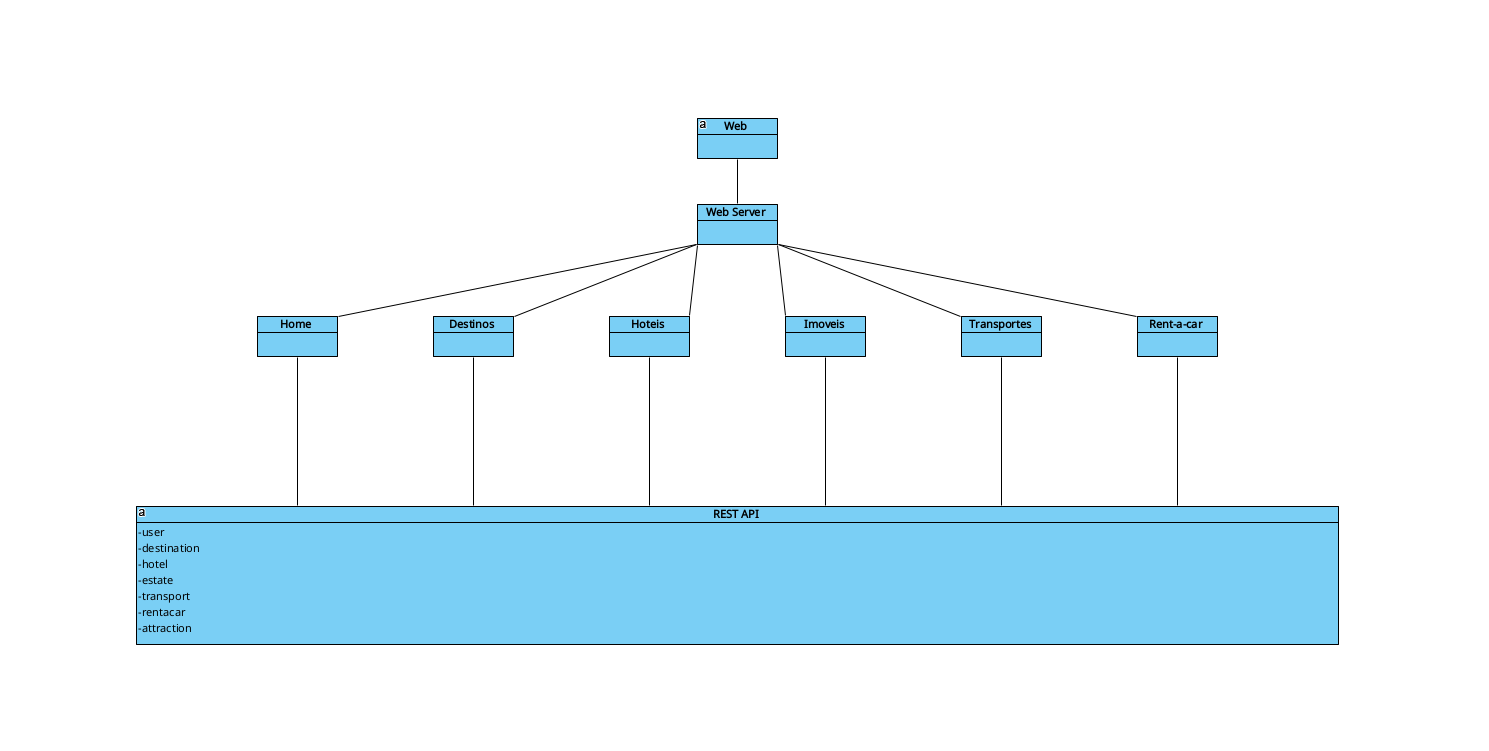 a Web
Web Server
Home
Destinos
Hoteis
Imoveis
Transportes
Rent-a-car
a REST API
-user
-destination
-hotel
-estate
-transport
-rentacar
-attraction